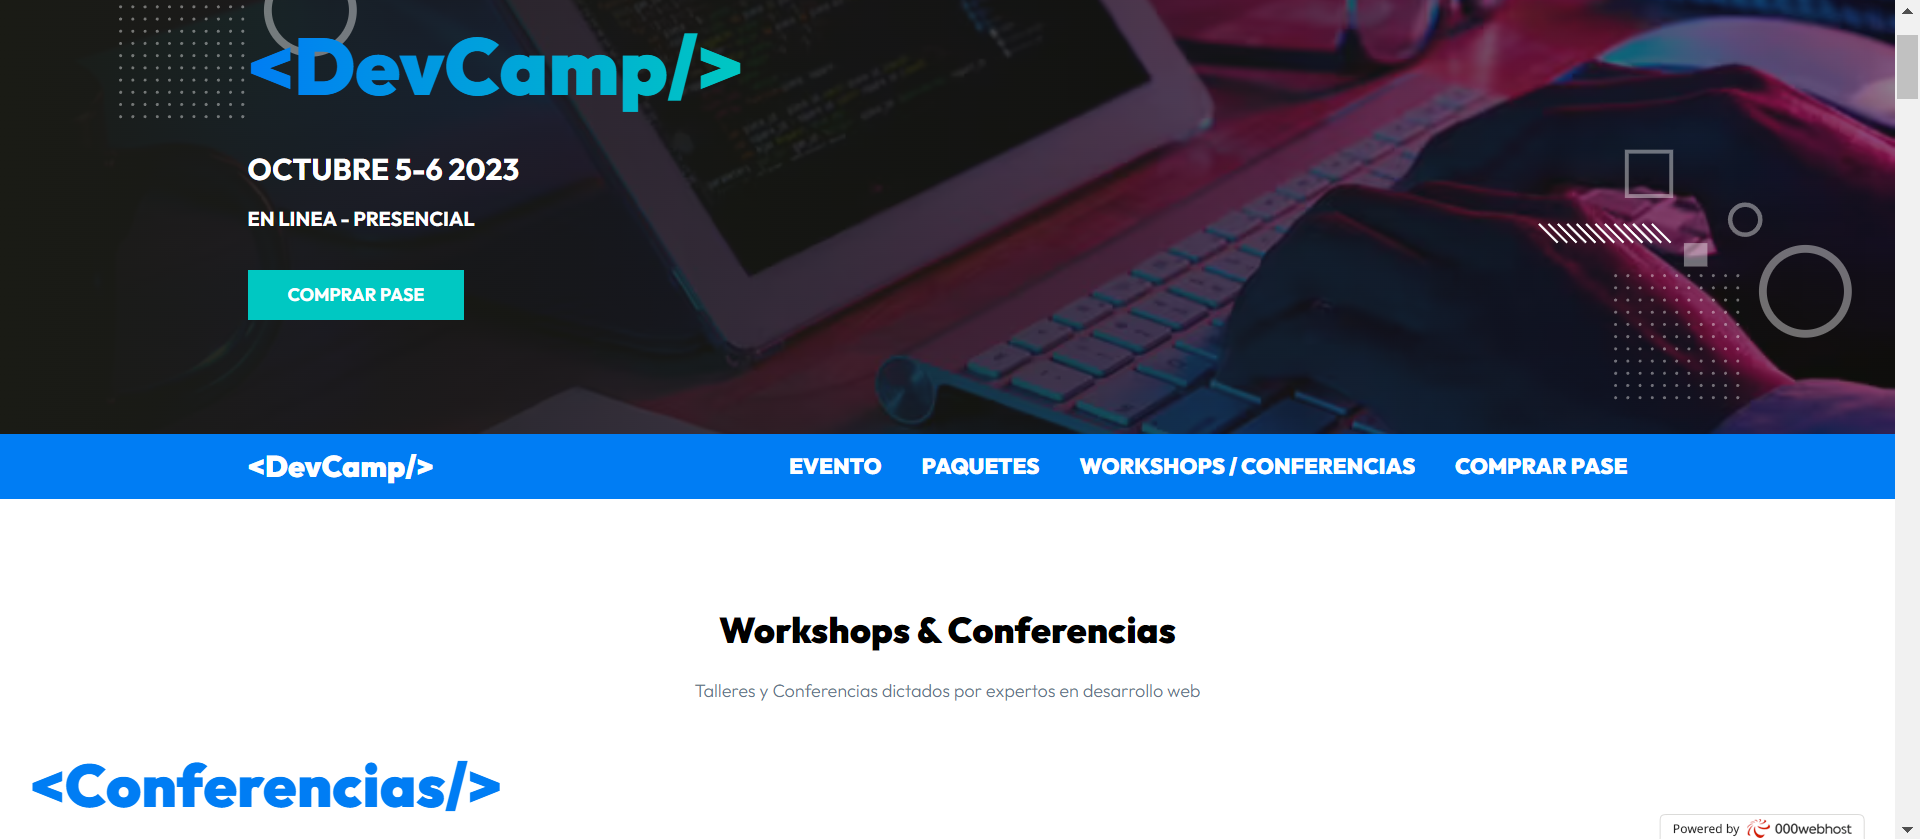 <DevCamp/>
OCTUBRE 5-6 2023
EN LINEA - PRESENCIAL
COMPRAR PASE
<DevCamp/>
EVENTO PAQUETES WORKSHOPS / CONFERENCIAS COMPRAR PASE
Workshops & Conferencias
Talleres y Conferencias dictados por expertos en desarrollo web
<Conferencias/>
Powered by 000webhost